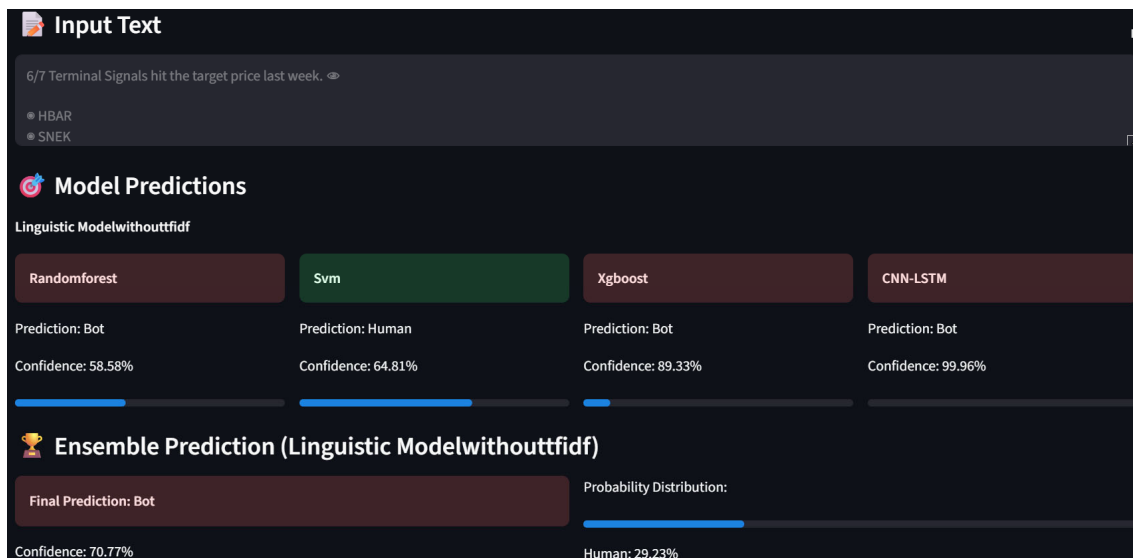 Input Text
6/7 Terminal Signals hit the target price last week.
HBAR
SNEK
Model Predictions
Linguistic Modelwithouttfidf
Randomforest Svm Xgboost CNN-LSTM
Prediction: Bot Prediction: Human Prediction: Bot Prediction: Bot
Confidence: 58.58% Confidence: 64.81% Confidence: 89.33% Confidence: 99.96%
Ensemble Prediction (Linguistic Modelwithouttfidf)
Final Prediction: Bot
Probability Distribution:
Confidence: 70.77%
Human: 29.23%